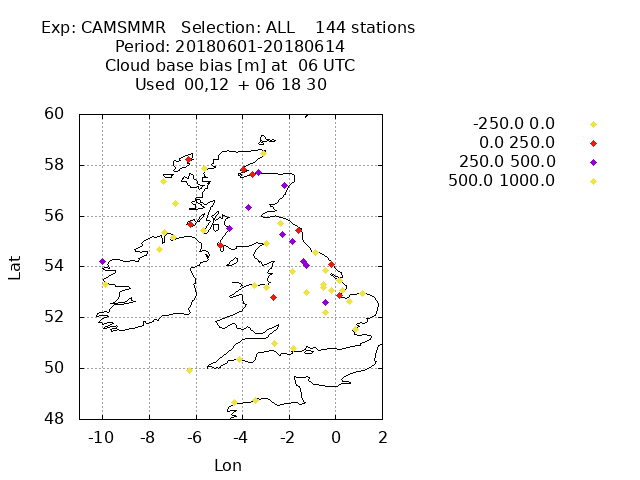 Exp: CAMSMMR   Selection: ALL    144 stations
Period: 20180601-20180614
Cloud base bias [m] at  06 UTC
Used  00,12  + 06 18 30
-250.0 0.0
0.0 250.0
250.0 500.0
500.0 1000.0
60
58
56
54
52
50
48
Lat
-10 -8 -6 -4 -2 0 2
Lon